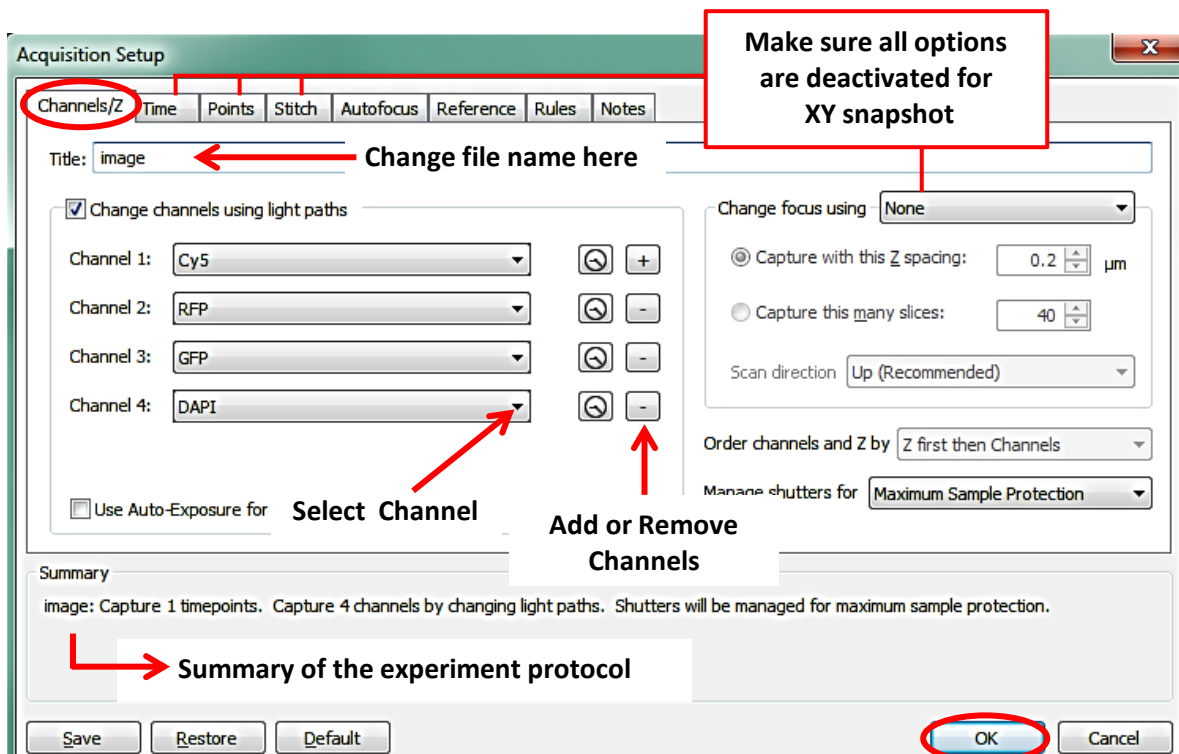 Acquisition Setup
Make sure all options
are deactivated for
XY snapshot
x
Channels/Z Time Points Stitch Autofocus Reference Rules Notes
Title: image
Change file name here
Change channels using light paths
Channel 1: Cy5 +
Channel 2: RFP -
Channel 3: GFP -
Channel 4: DAPI -
Use Auto-Exposure for
Select Channel
Add or Remove
Channels
Change focus using None
Capture with this Z spacing: 0.2 µm
Capture this many slices: 40
Scan direction Up (Recommended)
Order channels and Z by Z first then Channels
Manage shutters for Maximum Sample Protection
Summary
image: Capture 1 timepoints. Capture 4 channels by changing light paths. Shutters will be managed for maximum sample protection.
Summary of the experiment protocol
Save Restore Default OK Cancel